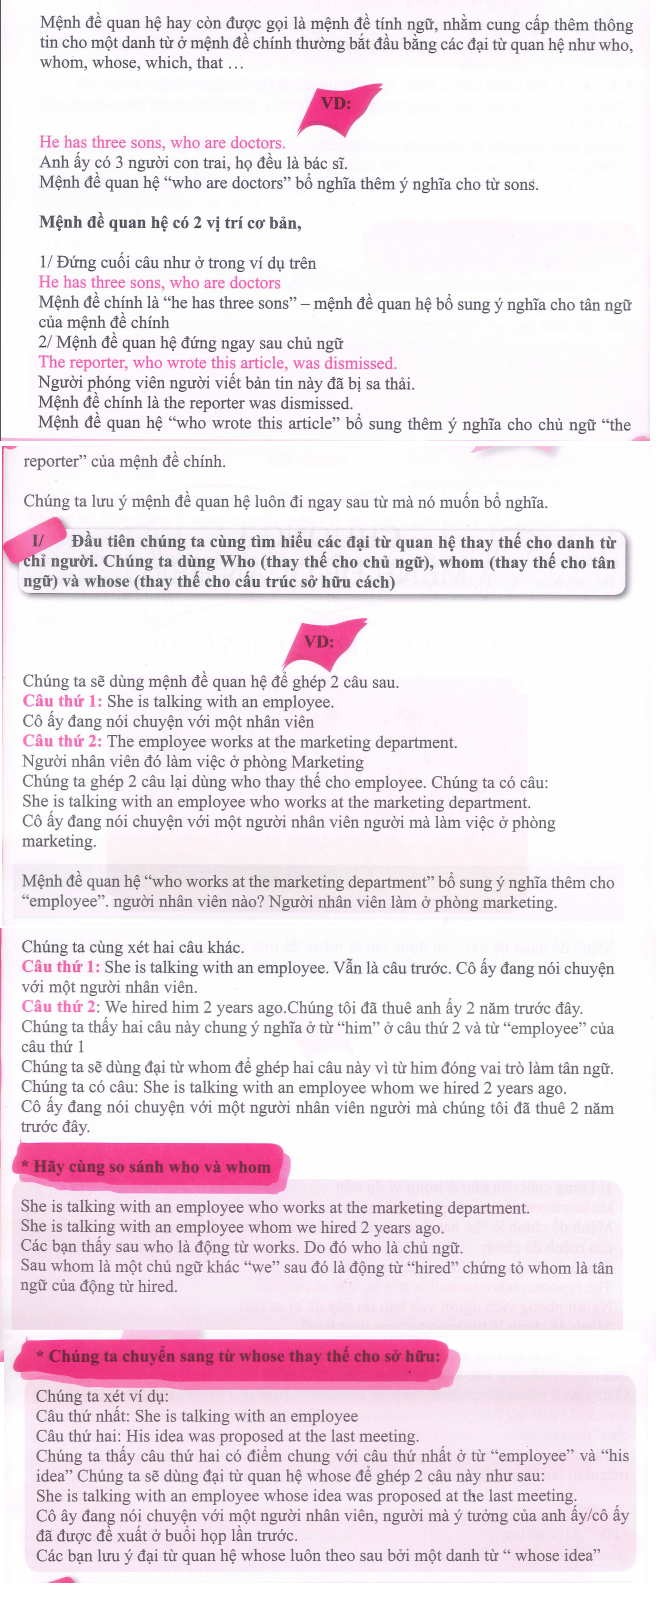 Mệnh đề quan hệ hay còn được gọi là mệnh đề tính ngữ, nhằm cung cấp thêm thông
tin cho một danh từ ở mệnh đề chính thường bắt đầu bằng các đại từ quan hệ như who,
whom, whose, which, that …
VD:
He has three sons, who are doctors.
Anh ấy có 3 người con trai, họ đều là bác sĩ.
Mệnh đề quan hệ “who are doctors” bổ nghĩa thêm ý nghĩa cho từ sons.
Mệnh đề quan hệ có 2 vị trí cơ bản,
1/ Đứng cuối câu như ở trong ví dụ trên
He has three sons, who are doctors
Mệnh đề chính là “he has three sons” – mệnh đề quan hệ bổ sung ý nghĩa cho tân ngữ
của mệnh đề chính
2/ Mệnh đề quan hệ đứng ngay sau chủ ngữ
The reporter, who wrote this article, was dismissed.
Người phóng viên người viết bản tin này đã bị sa thải.
Mệnh đề chính là the reporter was dismissed.
Mệnh đề quan hệ “who wrote this article” bổ sung thêm ý nghĩa cho chủ ngữ “the
reporter” của mệnh đề chính.
Chúng ta lưu ý mệnh đề quan hệ luôn đi ngay sau từ mà nó muốn bổ nghĩa.
I/ Đầu tiên chúng ta cùng tìm hiểu các đại từ quan hệ thay thế cho danh từ
chỉ người. Chúng ta dùng Who (thay thế cho chủ ngữ), whom (thay thế cho tân
ngữ) và whose (thay thế cho cấu trúc sở hữu cách)
VD:
Chúng ta sẽ dùng mệnh đề quan hệ để ghép 2 câu sau.
Câu thứ 1: She is talking with an employee.
Cô ấy đang nói chuyện với một nhân viên
Câu thứ 2: The employee works at the marketing department.
Người nhân viên đó làm việc ở phòng Marketing
Chúng ta ghép 2 câu lại dùng who thay thế cho employee. Chúng ta có câu:
She is talking with an employee who works at the marketing department.
Cô ấy đang nói chuyện với một người nhân viên người mà làm việc ở phòng
marketing.
Mệnh đề quan hệ “who works at the marketing department” bổ sung ý nghĩa thêm cho
“employee”. người nhân viên nào? Người nhân viên làm ở phòng marketing.
Chúng ta cùng xét hai câu khác.
Câu thứ 1: She is talking with an employee. Vẫn là câu trước. Cô ấy đang nói chuyện
với một người nhân viên.
Câu thứ 2: We hired him 2 years ago.Chúng tôi đã thuê anh ấy 2 năm trước đây.
Chúng ta thấy hai câu này chung ý nghĩa ở từ “him” ở câu thứ 2 và từ “employee” của
câu thứ 1
Chúng ta sẽ dùng đại từ whom để ghép hai câu này vì từ him đóng vai trò làm tân ngữ.
Chúng ta có câu: She is talking with an employee whom we hired 2 years ago.
Cô ấy đang nói chuyện với một người nhân viên người mà chúng tôi đã thuê 2 năm
trước đây.
* Hãy cùng so sánh who và whom
She is talking with an employee who works at the marketing department.
She is talking with an employee whom we hired 2 years ago.
Các bạn thấy sau who là động từ works. Do đó who là chủ ngữ.
Sau whom là một chủ ngữ khác “we” sau đó là động từ “hired” chứng tỏ whom là tân
ngữ của động từ hired.
* Chúng ta chuyển sang từ whose thay thế cho sở hữu:
Chúng ta xét ví dụ:
Câu thứ nhất: She is talking with an employee
Câu thứ hai: His idea was proposed at the last meeting.
Chúng ta thấy câu thứ hai có điểm chung với câu thứ nhất ở từ “employee” và “his
idea” Chúng ta sẽ dùng đại từ quan hệ whose để ghép 2 câu này như sau:
She is talking with an employee whose idea was proposed at the last meeting.
Cô ây đang nói chuyện với một người nhân viên, người mà ý tưởng của anh ấy/cô ấy
đã được đề xuất ở buổi họp lần trước.
Các bạn lưu ý đại từ quan hệ whose luôn theo sau bởi một danh từ “ whose idea”